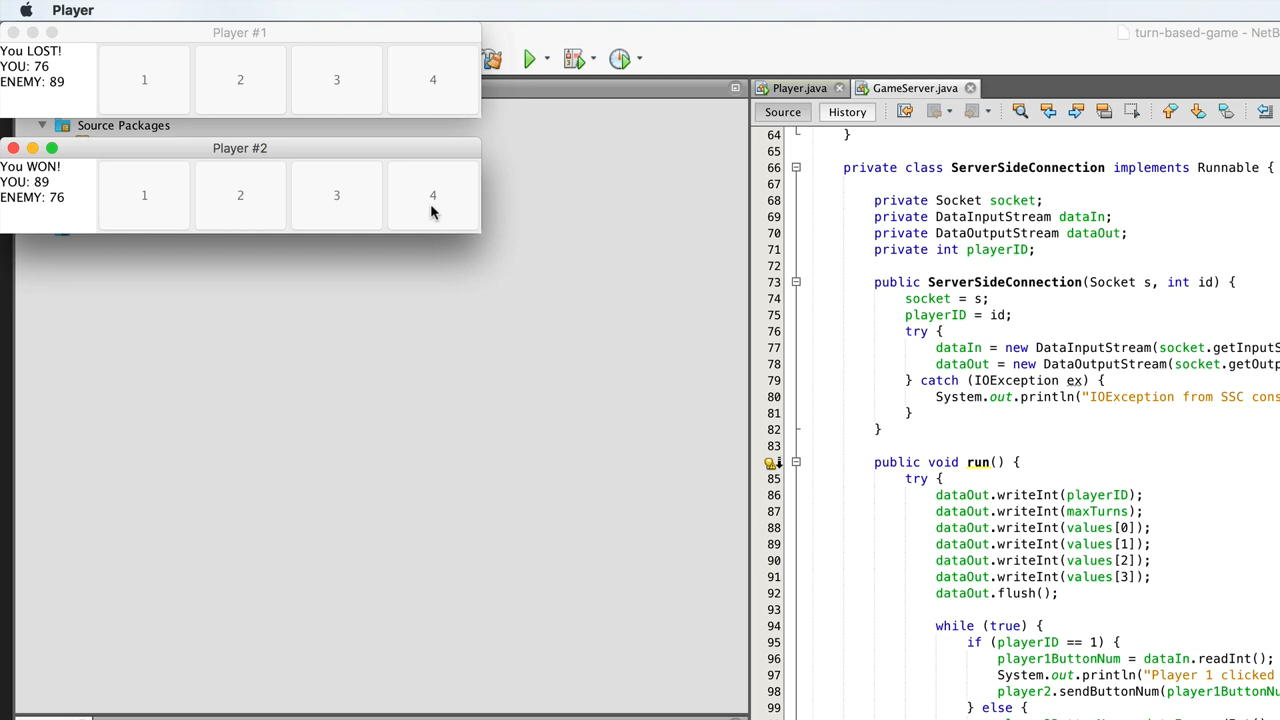 Player
Player #1
turn-based-game - NetB
You LOST!
YOU: 76
ENEMY: 89
1
2
3
4
Player.java
GameServer.java
Source
History
Source Packages
Player #2
You WON!
YOU: 89
ENEMY: 76
1
2
3
4
64 }
65
66 private class ServerSideConnection implements Runnable {
67
68 private Socket socket;
69 private DataInputStream dataIn;
70 private DataOutputStream dataOut;
71 private int playerID;
72
73 public ServerSideConnection(Socket s, int id) {
74 socket = s;
75 playerID = id;
76 try {
77 dataIn = new DataInputStream(socket.getInputS
78 dataOut = new DataOutputStream(socket.getOutp
79 } catch (IOException ex) {
80 System.out.println("IOException from SSC cons
81 }
82 }
83
public void run() {
85 try {
86 dataOut.writeInt(playerID);
87 dataOut.writeInt(maxTurns);
88 dataOut.writeInt(values[0]);
89 dataOut.writeInt(values[1]);
90 dataOut.writeInt(values[2]);
91 dataOut.writeInt(values[3]);
92 dataOut.flush();
93
94 while (true) {
95 if (playerID == 1) {
96 player1ButtonNum = dataIn.readInt();
97 System.out.println("Player 1 clicked
98 player2.sendButtonNum(player1ButtonNu
99 } else {